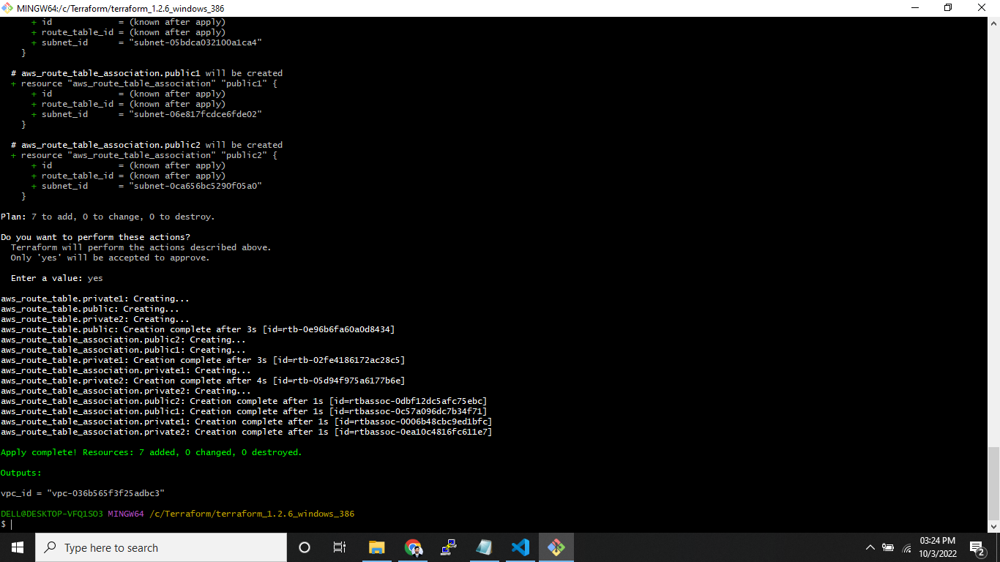 MINGW64:/c/Terraform/terraform_1.2.6_windows_386
+ id = (known after apply)
+ route_table_id = (known after apply)
+ subnet_id = "subnet-05bdca032100a1ca4"
}
# aws_route_table_association.public1 will be created
+ resource "aws_route_table_association" "public1" {
+ id = (known after apply)
+ route_table_id = (known after apply)
+ subnet_id = "subnet-06e817fcdce6fde02"
}
# aws_route_table_association.public2 will be created
+ resource "aws_route_table_association" "public2" {
+ id = (known after apply)
+ route_table_id = (known after apply)
+ subnet_id = "subnet-0ca656bc5290f05a0"
}
Plan: 7 to add, 0 to change, 0 to destroy.
Do you want to perform these actions?
Terraform will perform the actions described above.
Only 'yes' will be accepted to approve.
Enter a value: yes
aws_route_table.private1: Creating...
aws_route_table.public: Creating...
aws_route_table.private2: Creating...
aws_route_table.public: Creation complete after 3s [id=rtb-0e96b6fa60a0d8434]
aws_route_table_association.public2: Creating...
aws_route_table_association.public1: Creating...
aws_route_table.private1: Creation complete after 3s [id=rtb-02fe4186172ac28c5]
aws_route_table_association.private1: Creating...
aws_route_table.private2: Creation complete after 4s [id=rtb-05d94f975a6177b6e]
aws_route_table_association.private2: Creating...
aws_route_table_association.public2: Creation complete after 1s [id=rtbassoc-0dbf12dc5afc75ebc]
aws_route_table_association.public1: Creation complete after 1s [id=rtbassoc-0c57a096dc7b34f71]
aws_route_table_association.private1: Creation complete after 1s [id=rtbassoc-0006b48cbc9ed1bfc]
aws_route_table_association.private2: Creation complete after 1s [id=rtbassoc-0ea10c4816fc611e7]
Apply complete! Resources: 7 added, 0 changed, 0 destroyed.
Outputs:
vpc_id = "vpc-036b565f3f25adbc3"
DELL@DESKTOP-VFQ1SO3 MINGW64 /c/Terraform/terraform_1.2.6_windows_386
$
Type here to search
03:24 PM
10/3/2022
2